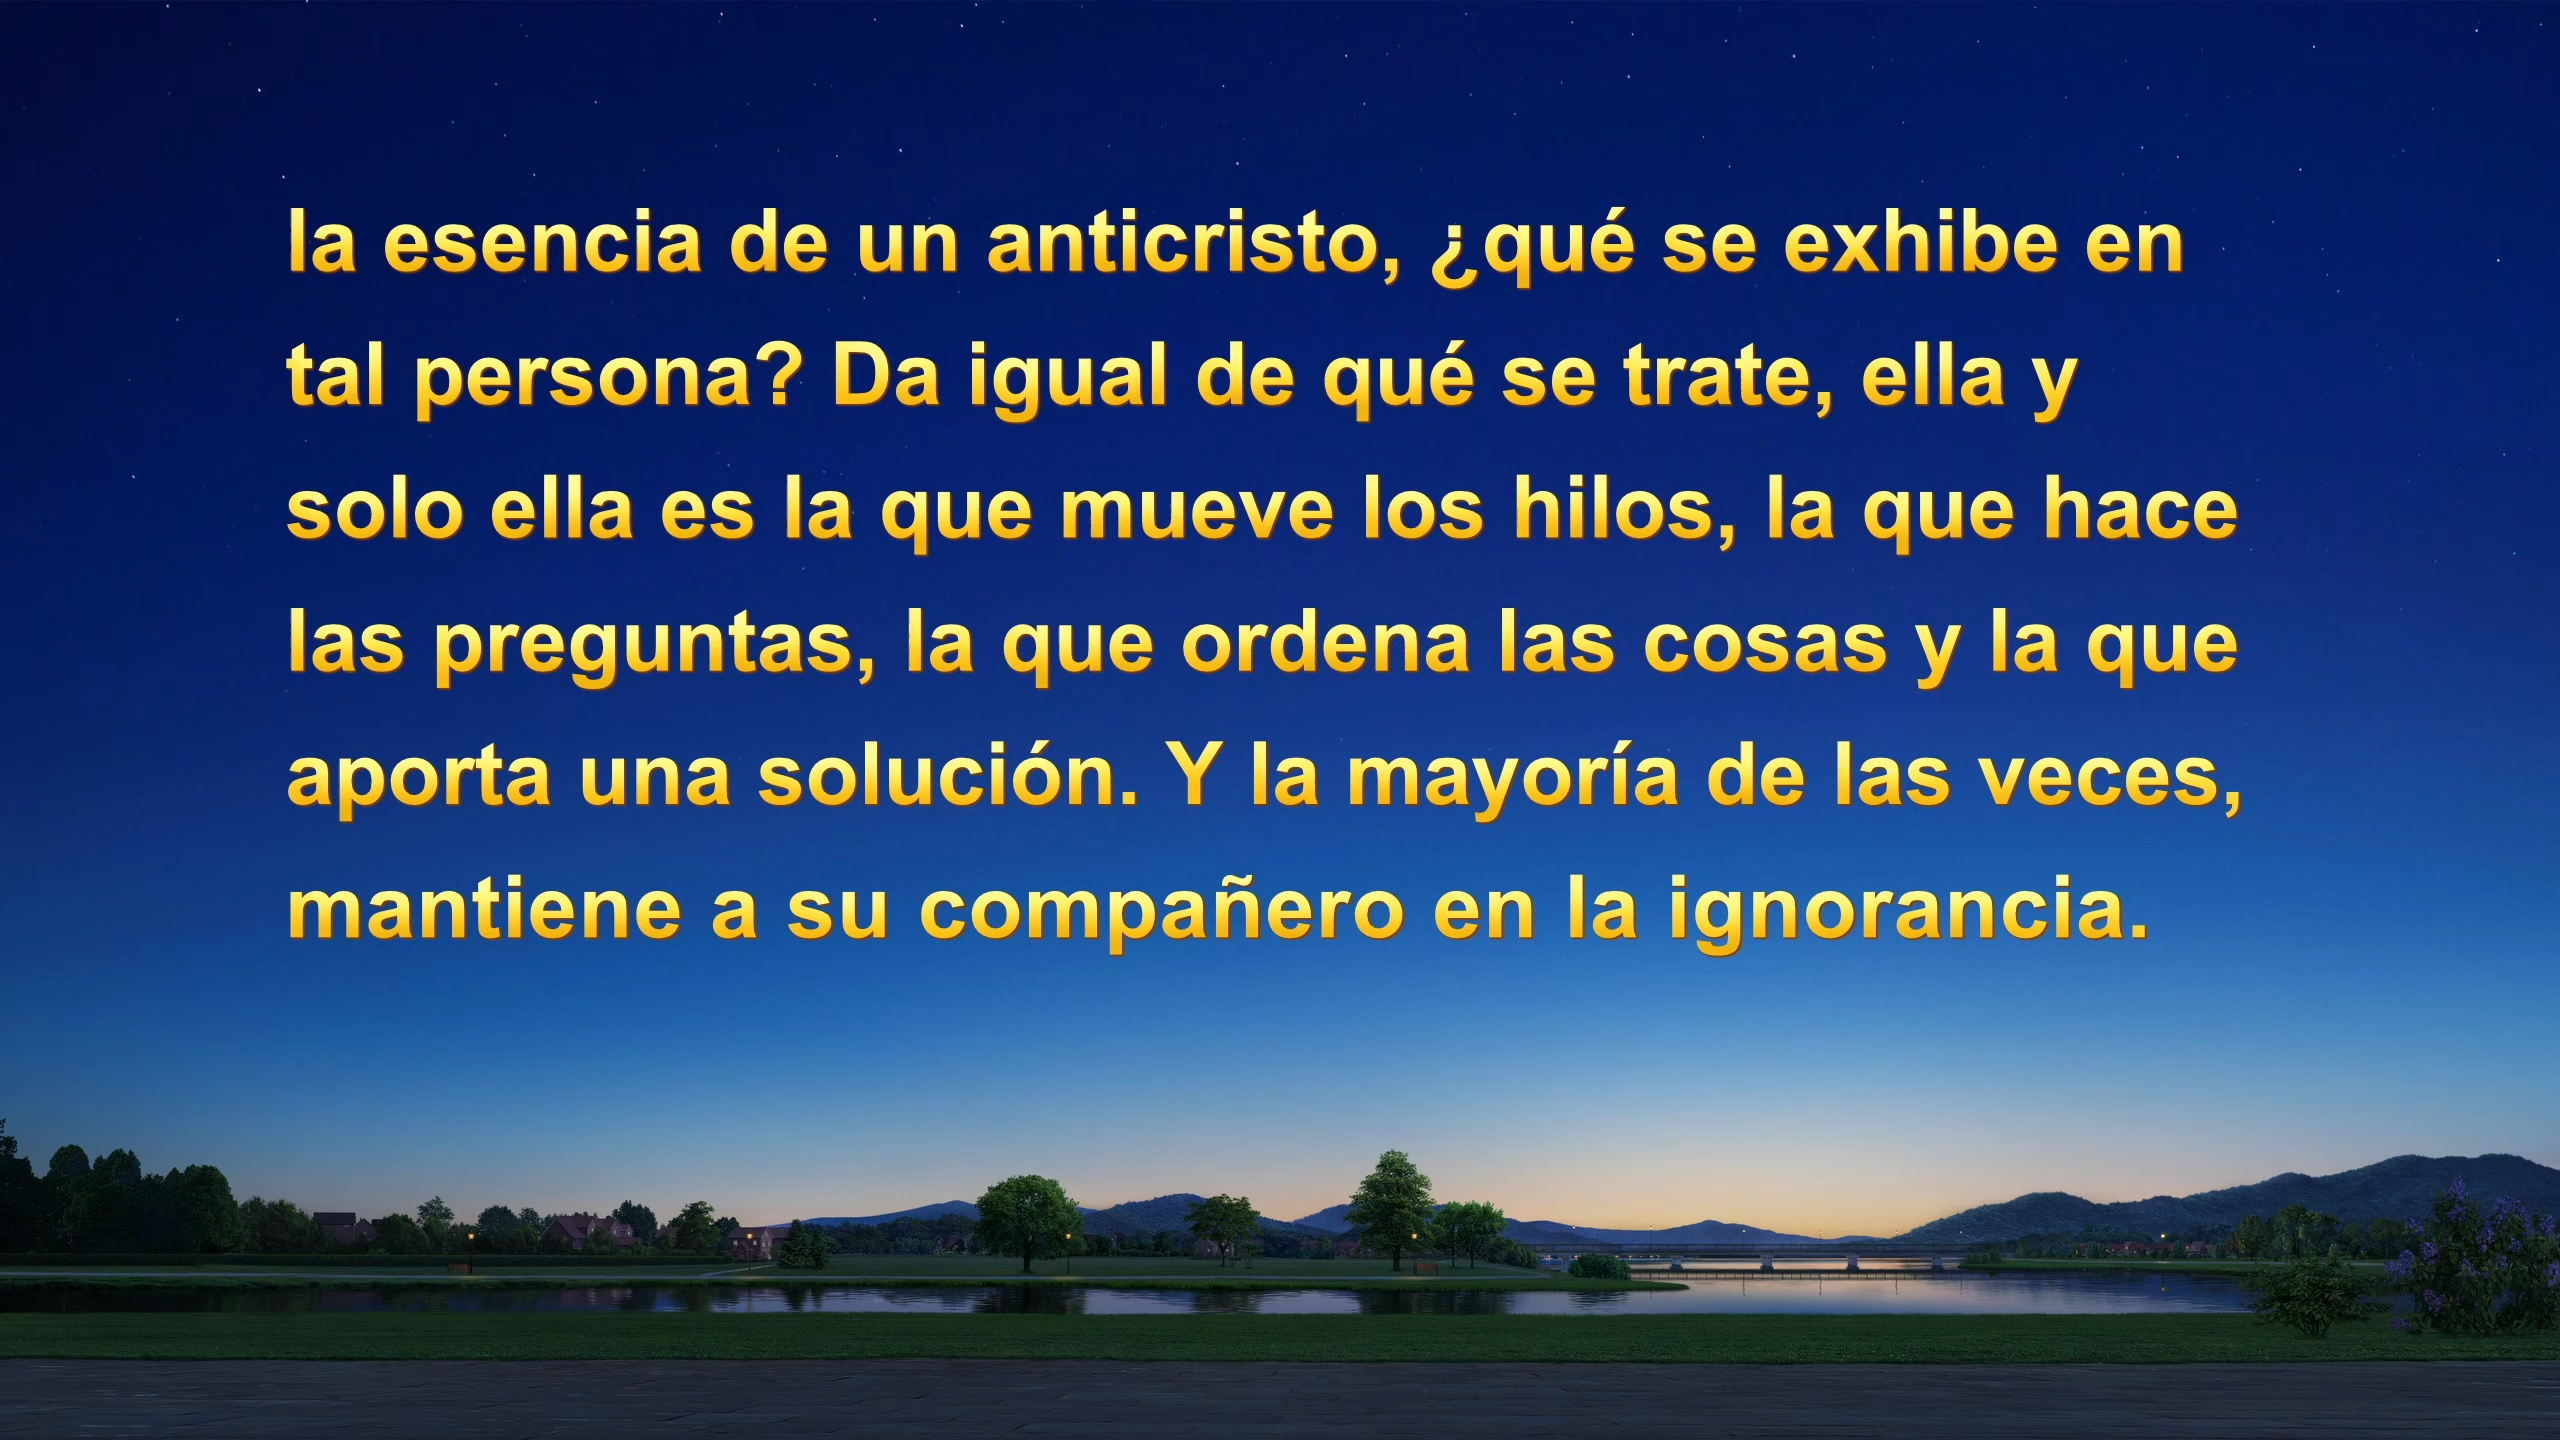 la esencia de un anticristo, ¿qué se exhibe en
tal persona? Da igual de qué se trate, ella y
solo ella es la que mueve los hilos, la que hace
las preguntas, la que ordena las cosas y la que
aporta una solución. Y la mayoría de las veces,
mantiene a su compañero en la ignorancia.